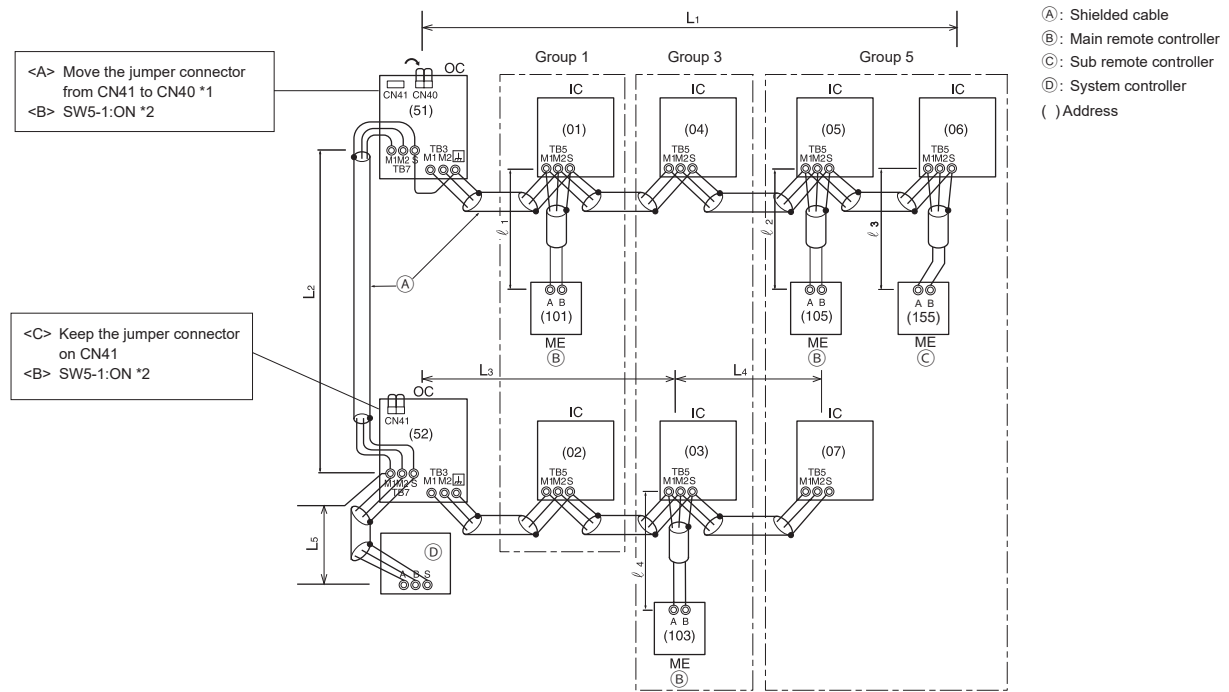 L1
Ⓐ: Shielded cable
Ⓑ: Main remote controller
Ⓒ: Sub remote controller
Ⓓ: System controller
( ) Address
<A> Move the jumper connector
from CN41 to CN40 *1
<B> SW5-1:ON *2
Group 1
Group 3
Group 5
OC
CN41 CN40
(51)
M1M2 S
TB7
TB3
M1 M2
IC
(01)
TB5
M1M2S
IC
(04)
TB5
M1M2S
IC
(05)
TB5
M1M2S
IC
(06)
TB5
M1M2S
ℓ 1
ℓ 2
ℓ 3
L2
Ⓐ
A B
(101)
ME
Ⓑ
A B
(105)
ME
Ⓑ
A B
(155)
ME
Ⓒ
<C> Keep the jumper connector
on CN41
<B> SW5-1:ON *2
L3
L4
OC
CN41
(52)
M1M2 S
TB7
TB3
M1 M2
IC
(02)
TB5
M1M2S
IC
(03)
TB5
M1M2S
IC
(07)
TB5
M1M2S
L5
Ⓓ
A B S
ℓ 4
A B
(103)
ME
Ⓑ